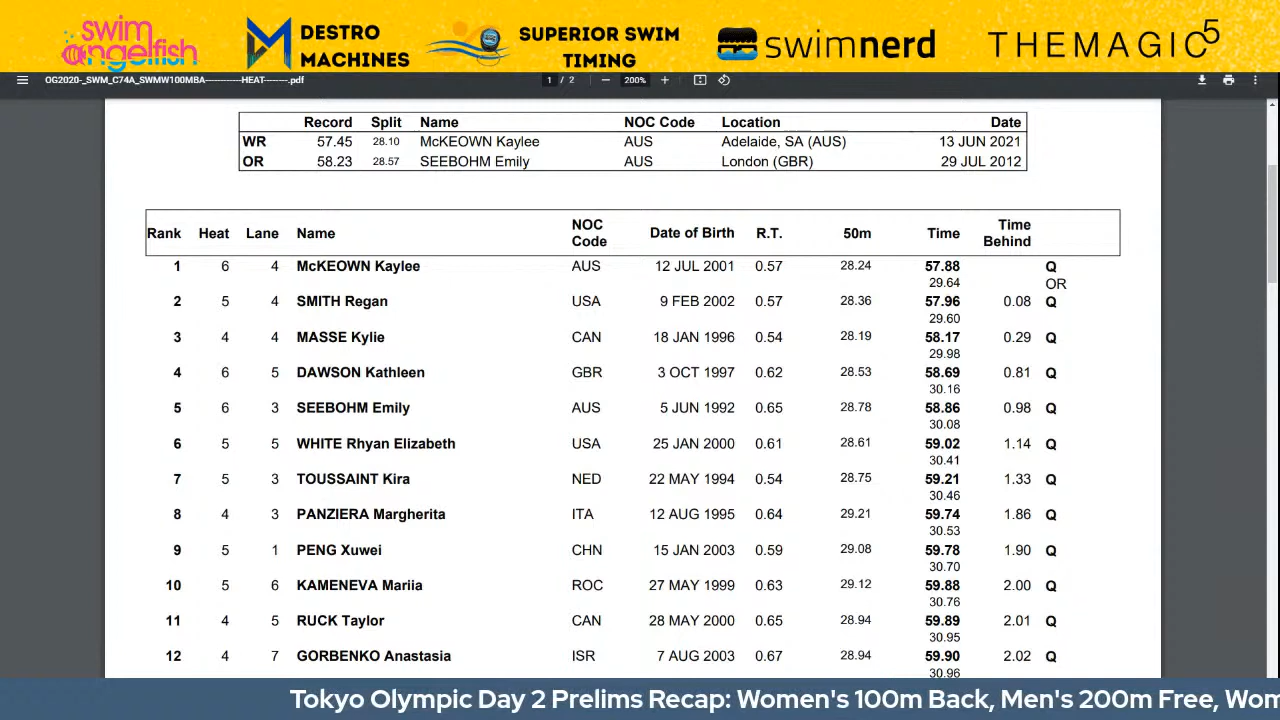 swim angelfish
DESTRO MACHINES
SUPERIOR SWIM TIMING
swimnerd
THEMAGIC5
OG2020-_SWM_C74A_SWMW100MBA-----------HEAT--------.pdf 1 / 2 200%
Record Split Name NOC Code Location Date
WR 57.45 28.10 McKEOWN Kaylee AUS Adelaide, SA (AUS) 13 JUN 2021
OR 58.23 28.57 SEEBOHM Emily AUS London (GBR) 29 JUL 2012
Rank Heat Lane Name NOC Code Date of Birth R.T. 50m Time Time Behind
1 6 4 McKEOWN Kaylee AUS 12 JUL 2001 0.57 28.24 57.88 Q
29.64 OR
2 5 4 SMITH Regan USA 9 FEB 2002 0.57 28.36 57.96 0.08 Q
29.60
3 4 4 MASSE Kylie CAN 18 JAN 1996 0.54 28.19 58.17 0.29 Q
29.98
4 6 5 DAWSON Kathleen GBR 3 OCT 1997 0.62 28.53 58.69 0.81 Q
30.16
5 6 3 SEEBOHM Emily AUS 5 JUN 1992 0.65 28.78 58.86 0.98 Q
30.08
6 5 5 WHITE Rhyan Elizabeth USA 25 JAN 2000 0.61 28.61 59.02 1.14 Q
30.41
7 5 3 TOUSSAINT Kira NED 22 MAY 1994 0.54 28.75 59.21 1.33 Q
30.46
8 4 3 PANZIERA Margherita ITA 12 AUG 1995 0.64 29.21 59.74 1.86 Q
30.53
9 5 1 PENG Xuwei CHN 15 JAN 2003 0.59 29.08 59.78 1.90 Q
30.70
10 5 6 KAMENEVA Mariia ROC 27 MAY 1999 0.63 29.12 59.88 2.00 Q
30.76
11 4 5 RUCK Taylor CAN 28 MAY 2000 0.65 28.94 59.89 2.01 Q
30.95
12 4 7 GORBENKO Anastasia ISR 7 AUG 2003 0.67 28.94 59.90 2.02 Q
30.96
Tokyo Olympic Day 2 Prelims Recap: Women's 100m Back, Men's 200m Free, Wom